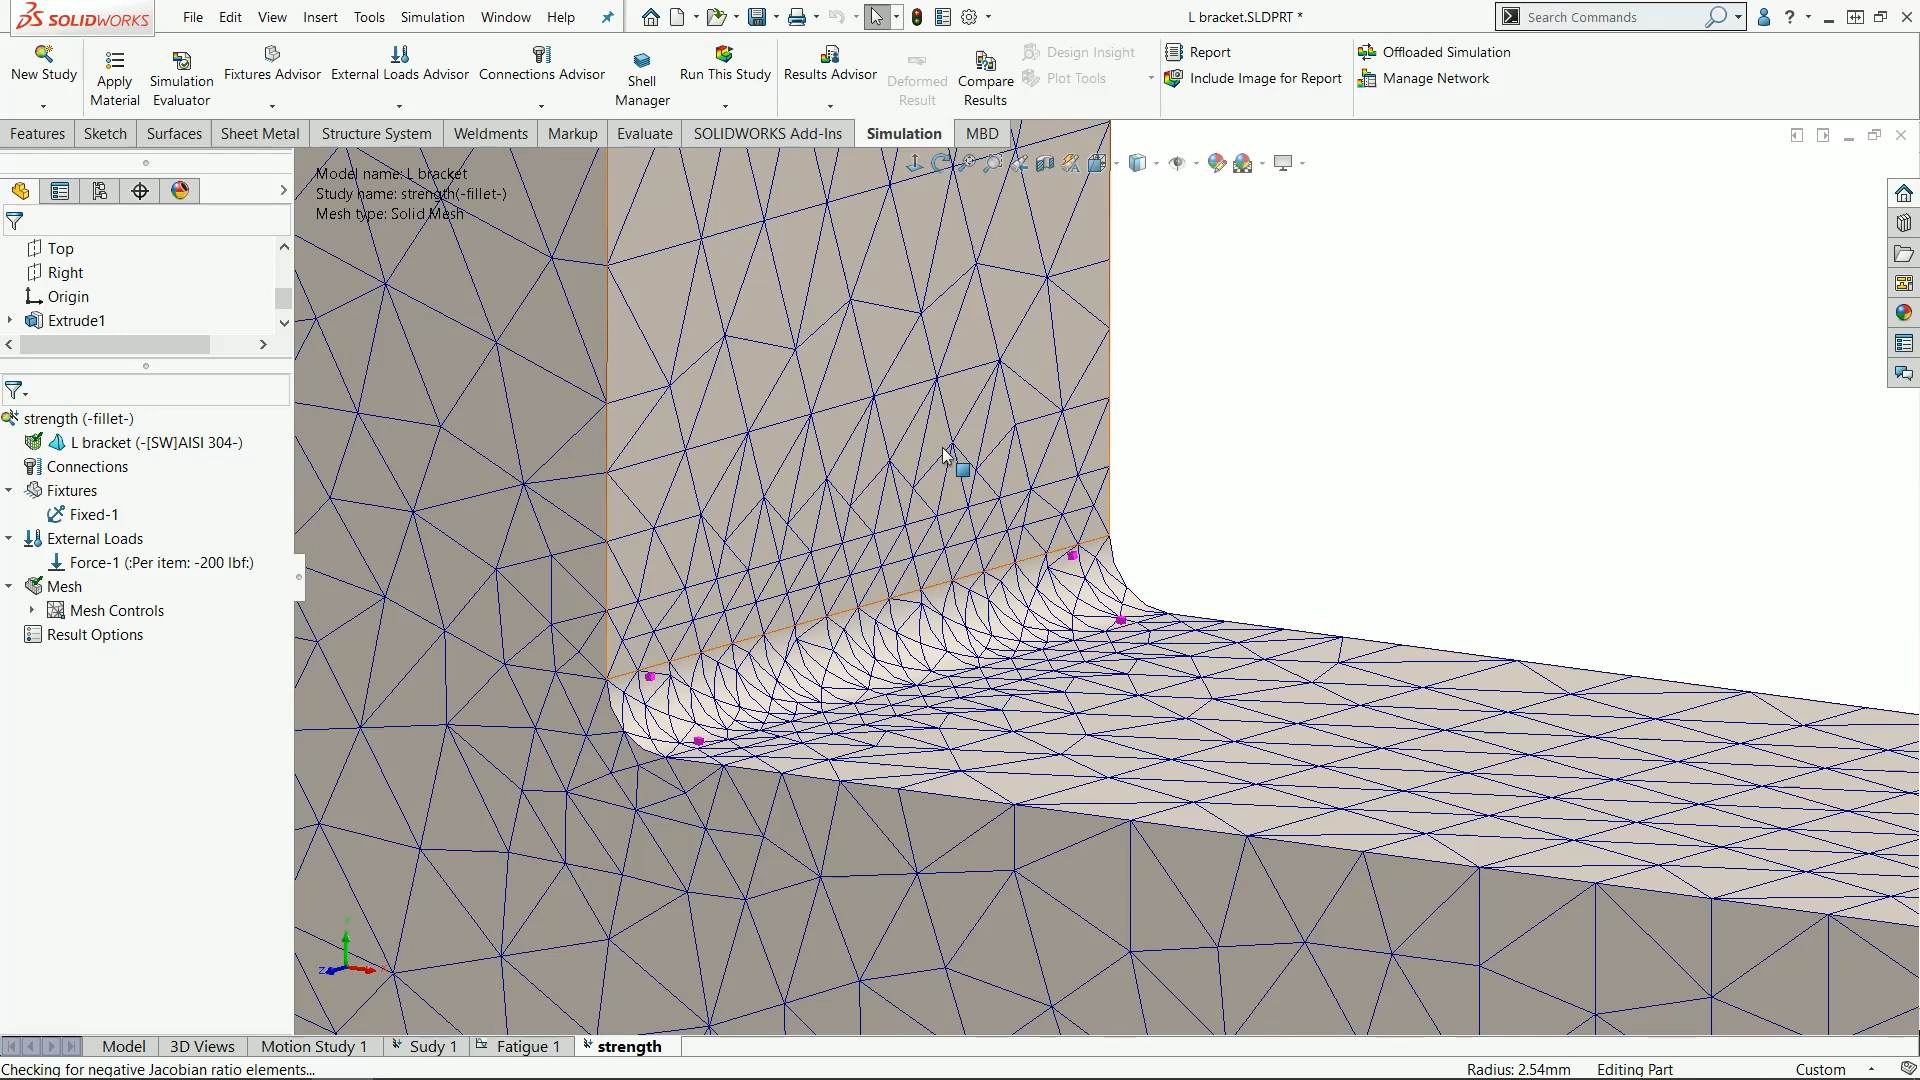 SOLIDWORKS
File Edit View Insert Tools Simulation Window Help
L bracket.SLDPRT *
Search Commands
New Study
Apply Material
Simulation Evaluator
Fixtures Advisor
External Loads Advisor
Connections Advisor
Shell Manager
Run This Study
Results Advisor
Deformed Result
Compare Results
Design Insight
Plot Tools
Report
Include Image for Report
Offloaded Simulation
Manage Network
Features Sketch Surfaces Sheet Metal Structure System Weldments Markup Evaluate SOLIDWORKS Add-Ins Simulation MBD
Model name: L bracket
Study name: strength(-fillet-)
Mesh type: Solid Mesh
Top
Right
Origin
Extrude1
strength (-fillet-)
L bracket (-[SW]AISI 304-)
Connections
Fixtures
Fixed-1
External Loads
Force-1 (:Per item: -200 lbf:)
Mesh
Mesh Controls
Result Options
Y
Z
Model 3D Views Motion Study 1 Sudy 1 Fatigue 1 strength
Checking for negative Jacobian ratio elements...
Radius: 2.54mm Editing Part Custom